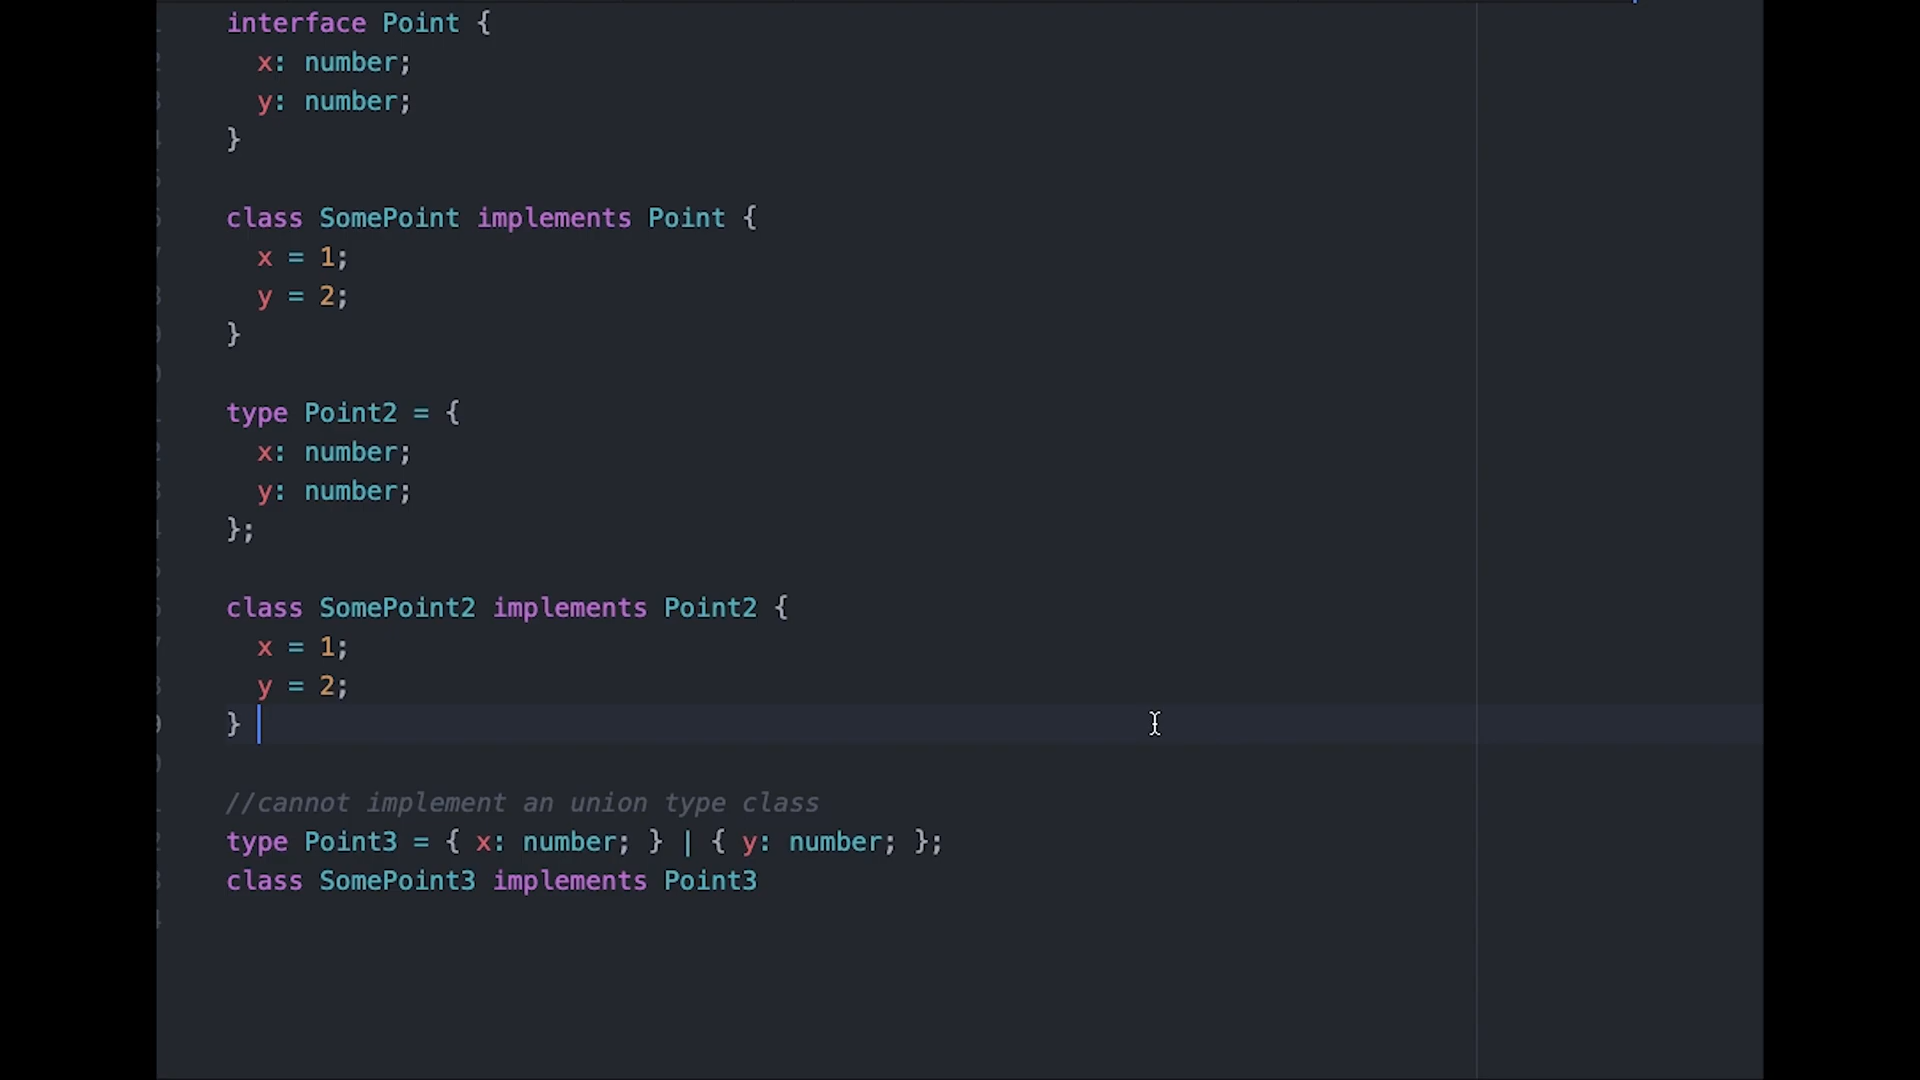 interface Point {
  x: number;
  y: number;
}
class SomePoint implements Point {
  x = 1;
  y = 2;
}
type Point2 = {
  x: number;
  y: number;
};
class SomePoint2 implements Point2 {
  x = 1;
  y = 2;
}
//cannot implement an union type class
type Point3 = { x: number; } | { y: number; };
class SomePoint3 implements Point3